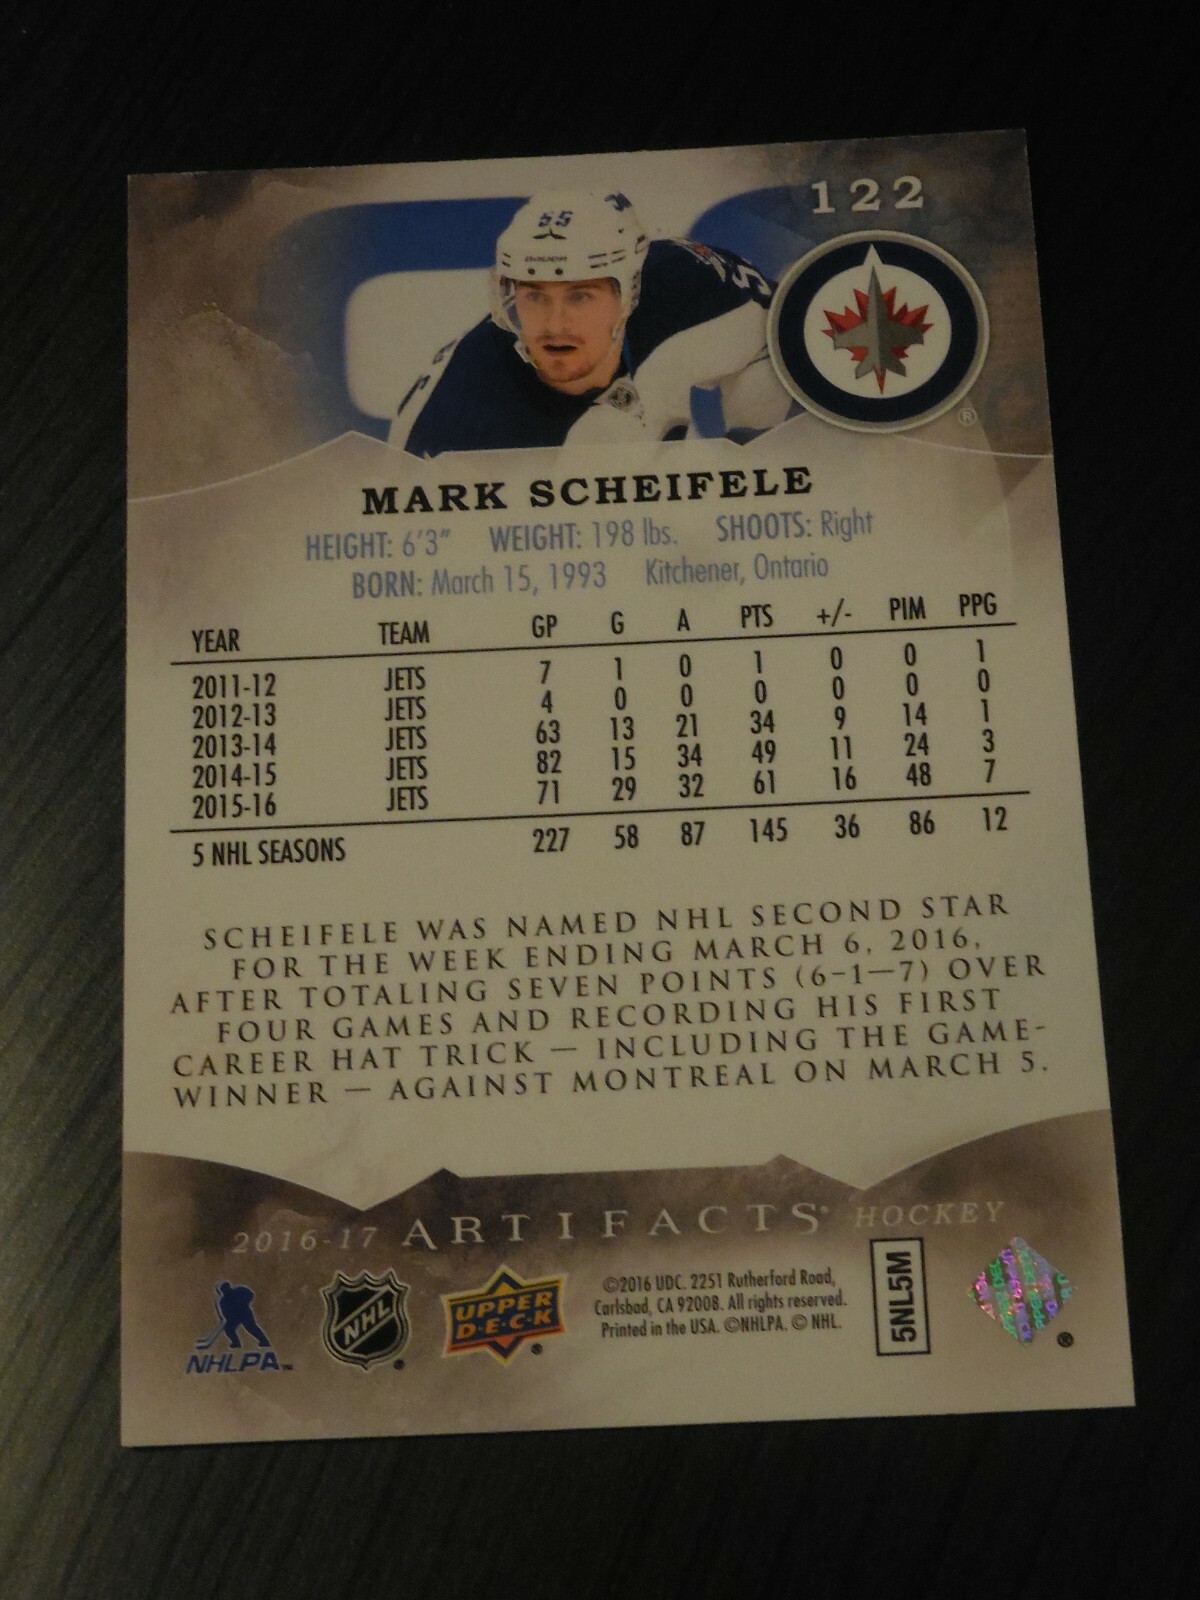 122
55
BAUER
®
MARK SCHEIFELE
HEIGHT: 6'3" WEIGHT: 198 lbs. SHOOTS: Right
BORN: March 15, 1993 Kitchener, Ontario
YEAR TEAM GP G A PTS +/- PIM PPG
2011-12 JETS 7 1 0 1 0 0 1
2012-13 JETS 4 0 0 0 0 0 0
2013-14 JETS 63 13 21 34 9 14 1
2014-15 JETS 82 15 34 49 11 24 3
2015-16 JETS 71 29 32 61 16 48 7
5 NHL SEASONS 227 58 87 145 36 86 12
SCHEIFELE WAS NAMED NHL SECOND STAR
FOR THE WEEK ENDING MARCH 6, 2016,
AFTER TOTALING SEVEN POINTS (6-1—7) OVER
FOUR GAMES AND RECORDING HIS FIRST
CAREER HAT TRICK — INCLUDING THE GAME-
WINNER — AGAINST MONTREAL ON MARCH 5.
2016-17 ARTIFACTS HOCKEY
NHLPA™
NHL
UPPER
DECK
©2016 UDC. 2251 Rutherford Road,
Carlsbad, CA 92008. All rights reserved.
Printed in the USA. ©NHLPA. © NHL.
5NL5M
®